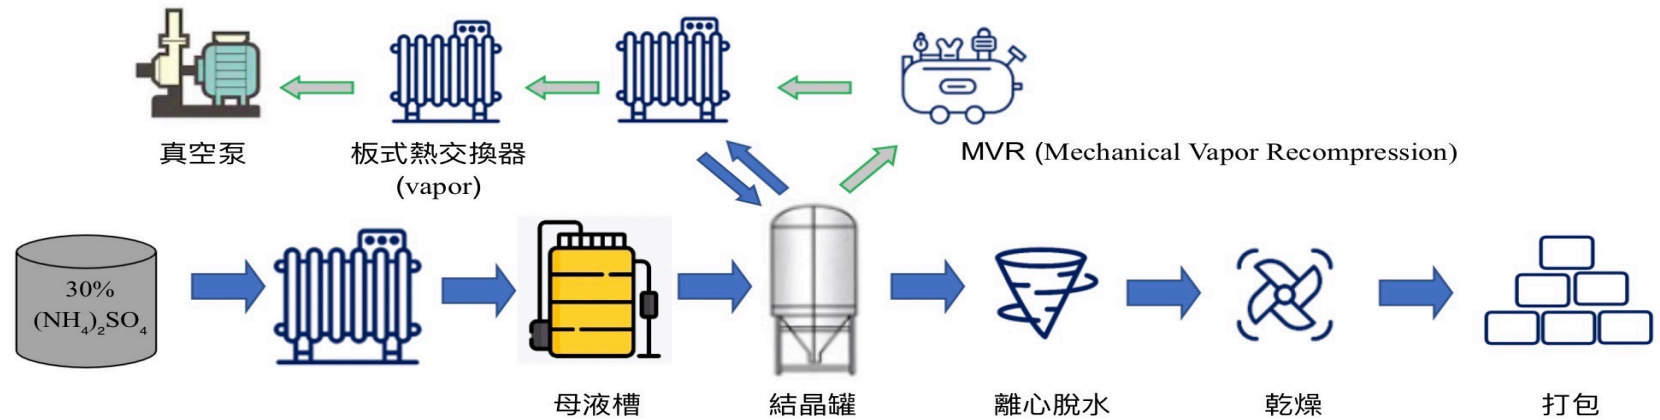 真空泵
板式熱交換器
(vapor)
MVR (Mechanical Vapor Recompression)
30%
(NH₄)₂SO₄
母液槽
結晶罐
離心脫水
乾燥
打包